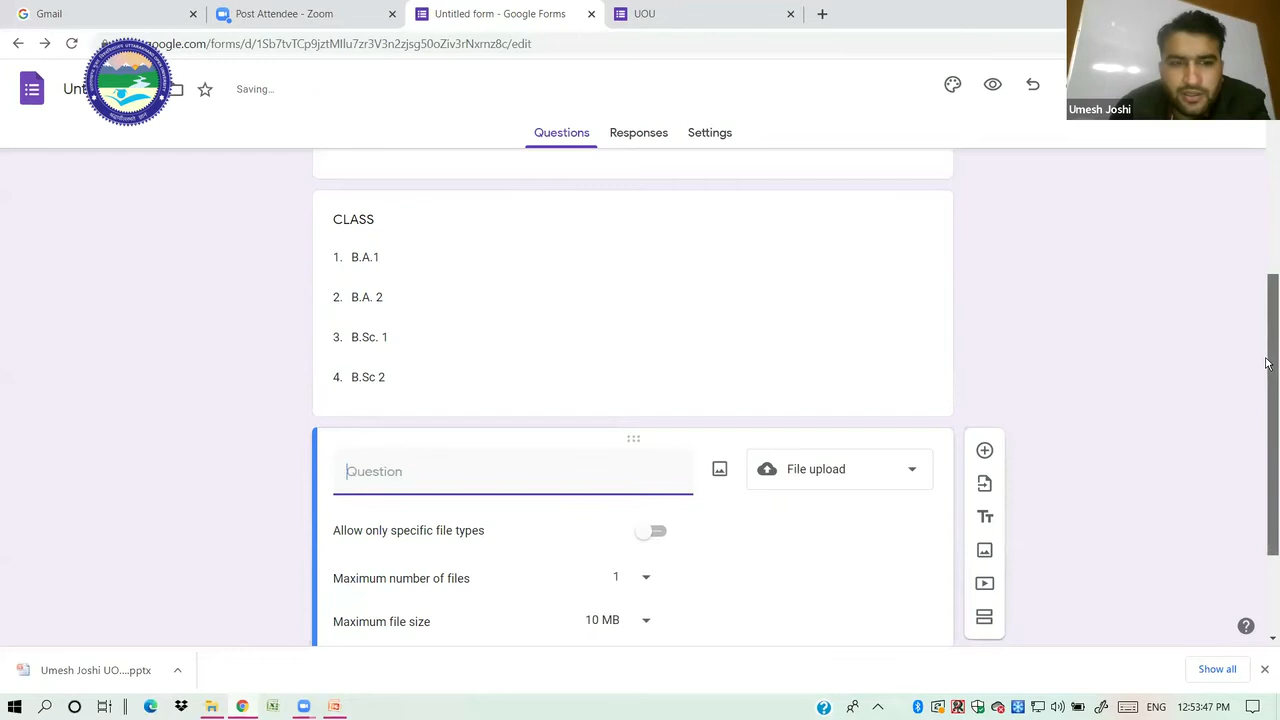 Gmail
Post Attendee - Zoom
Untitled form - Google Forms
UOU
google.com/forms/d/1Sb7tvTCp9jztMIlu7zr3V3n2zjsg50oZiv3rNxrnz8c/edit
Saving...
Umesh Joshi
Questions
Responses
Settings
CLASS
1. B.A.1
2. B.A. 2
3. B.Sc. 1
4. B.Sc 2
Question
File upload
Allow only specific file types
Maximum number of files
1
Maximum file size
10 MB
Umesh Joshi UO....pptx
Show all
ENG
12:53:47 PM